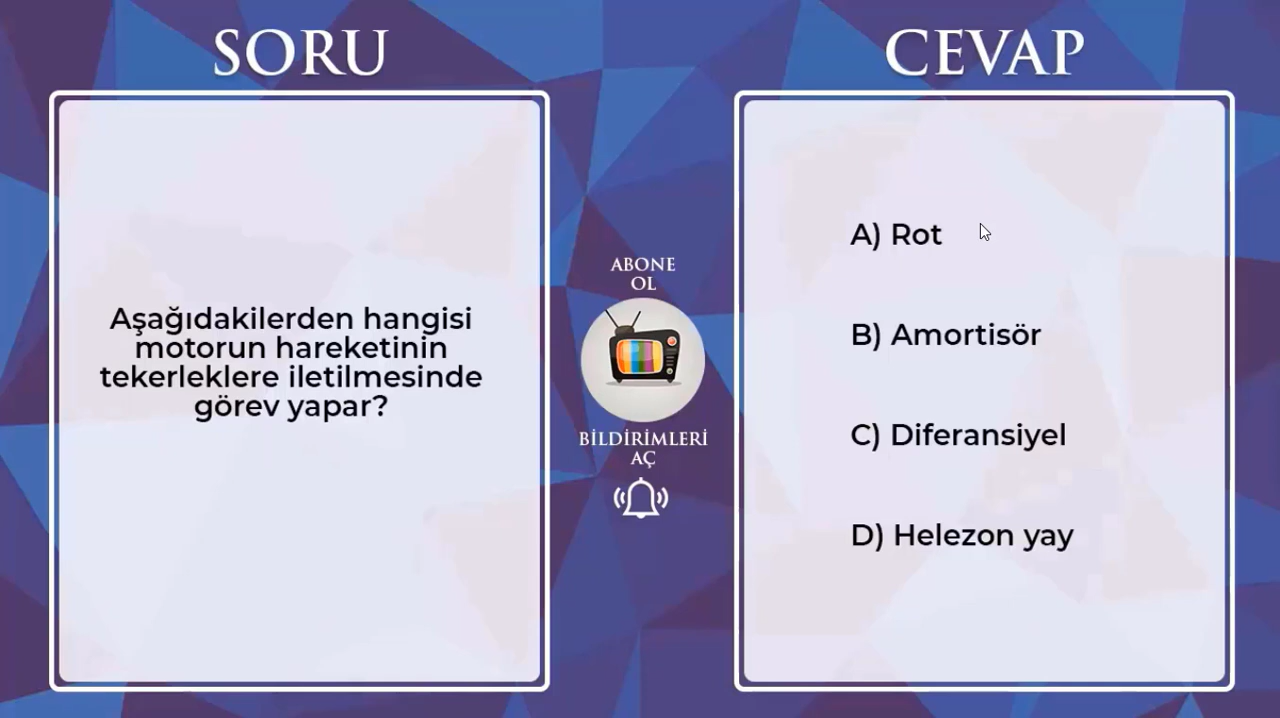 SORU
Aşağıdakilerden hangisi
motorun hareketinin
tekerleklere iletilmesinde
görev yapar?
ABONE
OL
BİLDİRİMLERİ
AÇ
CEVAP
A) Rot
B) Amortisör
C) Diferansiyel
D) Helezon yay